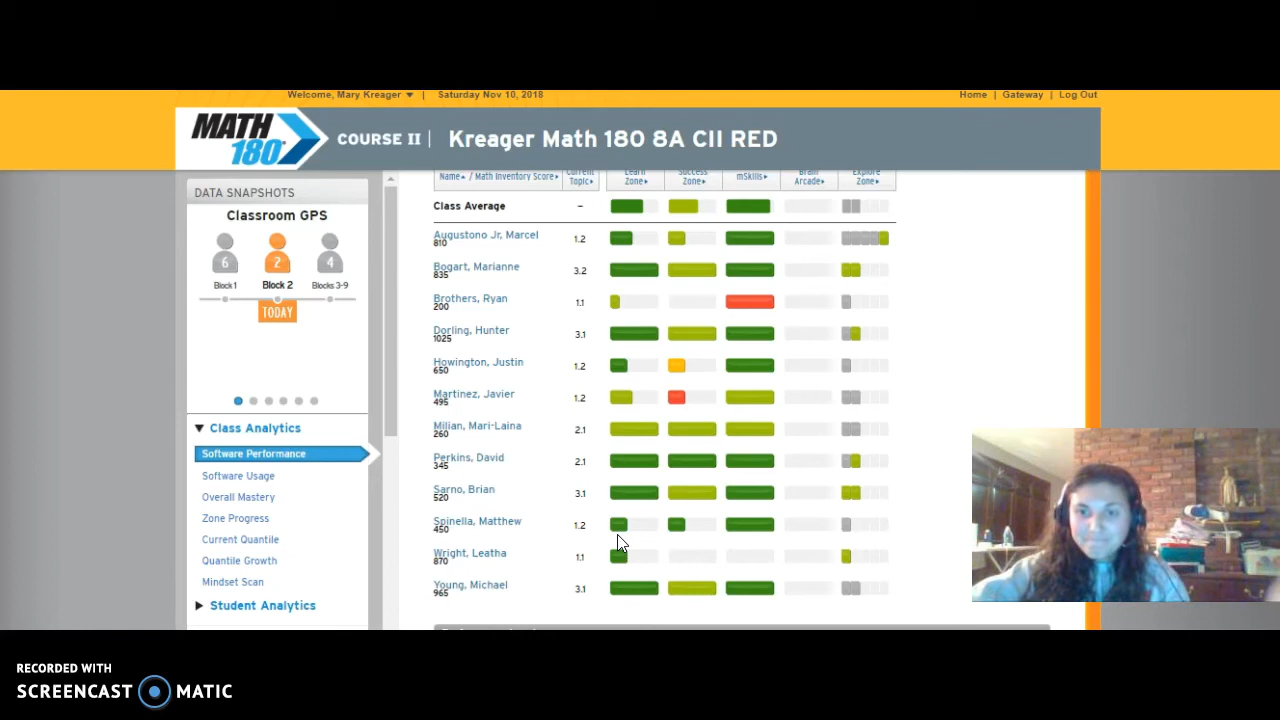 Welcome, Mary Kreager ▼ | Saturday Nov 10, 2018
Home | Gateway | Log Out
MATH 180
COURSE II | Kreager Math 180 8A CII RED
DATA SNAPSHOTS
Classroom GPS
6 2 4
Block 1 Block 2 Blocks 3-9
TODAY
▼ Class Analytics
Software Performance
Software Usage
Overall Mastery
Zone Progress
Current Quantile
Quantile Growth
Mindset Scan
► Student Analytics
Name / Math Inventory Score Current Topic Learn Zone Success Zone mSkills Brain Arcade Explore Zone
Class Average –
Augustono Jr, Marcel 1.2
810
Bogart, Marianne 3.2
835
Brothers, Ryan 1.1
200
Dorling, Hunter 3.1
1025
Howington, Justin 1.2
650
Martinez, Javier 1.2
495
Milian, Mari-Laina 2.1
260
Perkins, David 2.1
345
Sarno, Brian 3.1
520
Spinella, Matthew 1.2
450
Wright, Leatha 1.1
870
Young, Michael 3.1
965
RECORDED WITH
SCREENCAST MATIC